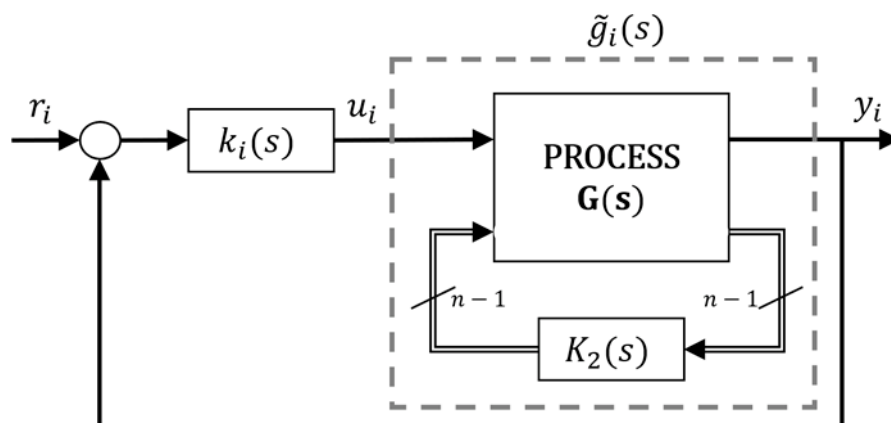 g̃ᵢ(s)
rᵢ
kᵢ(s)
uᵢ
PROCESS
G(s)
yᵢ
n − 1
n − 1
K₂(s)